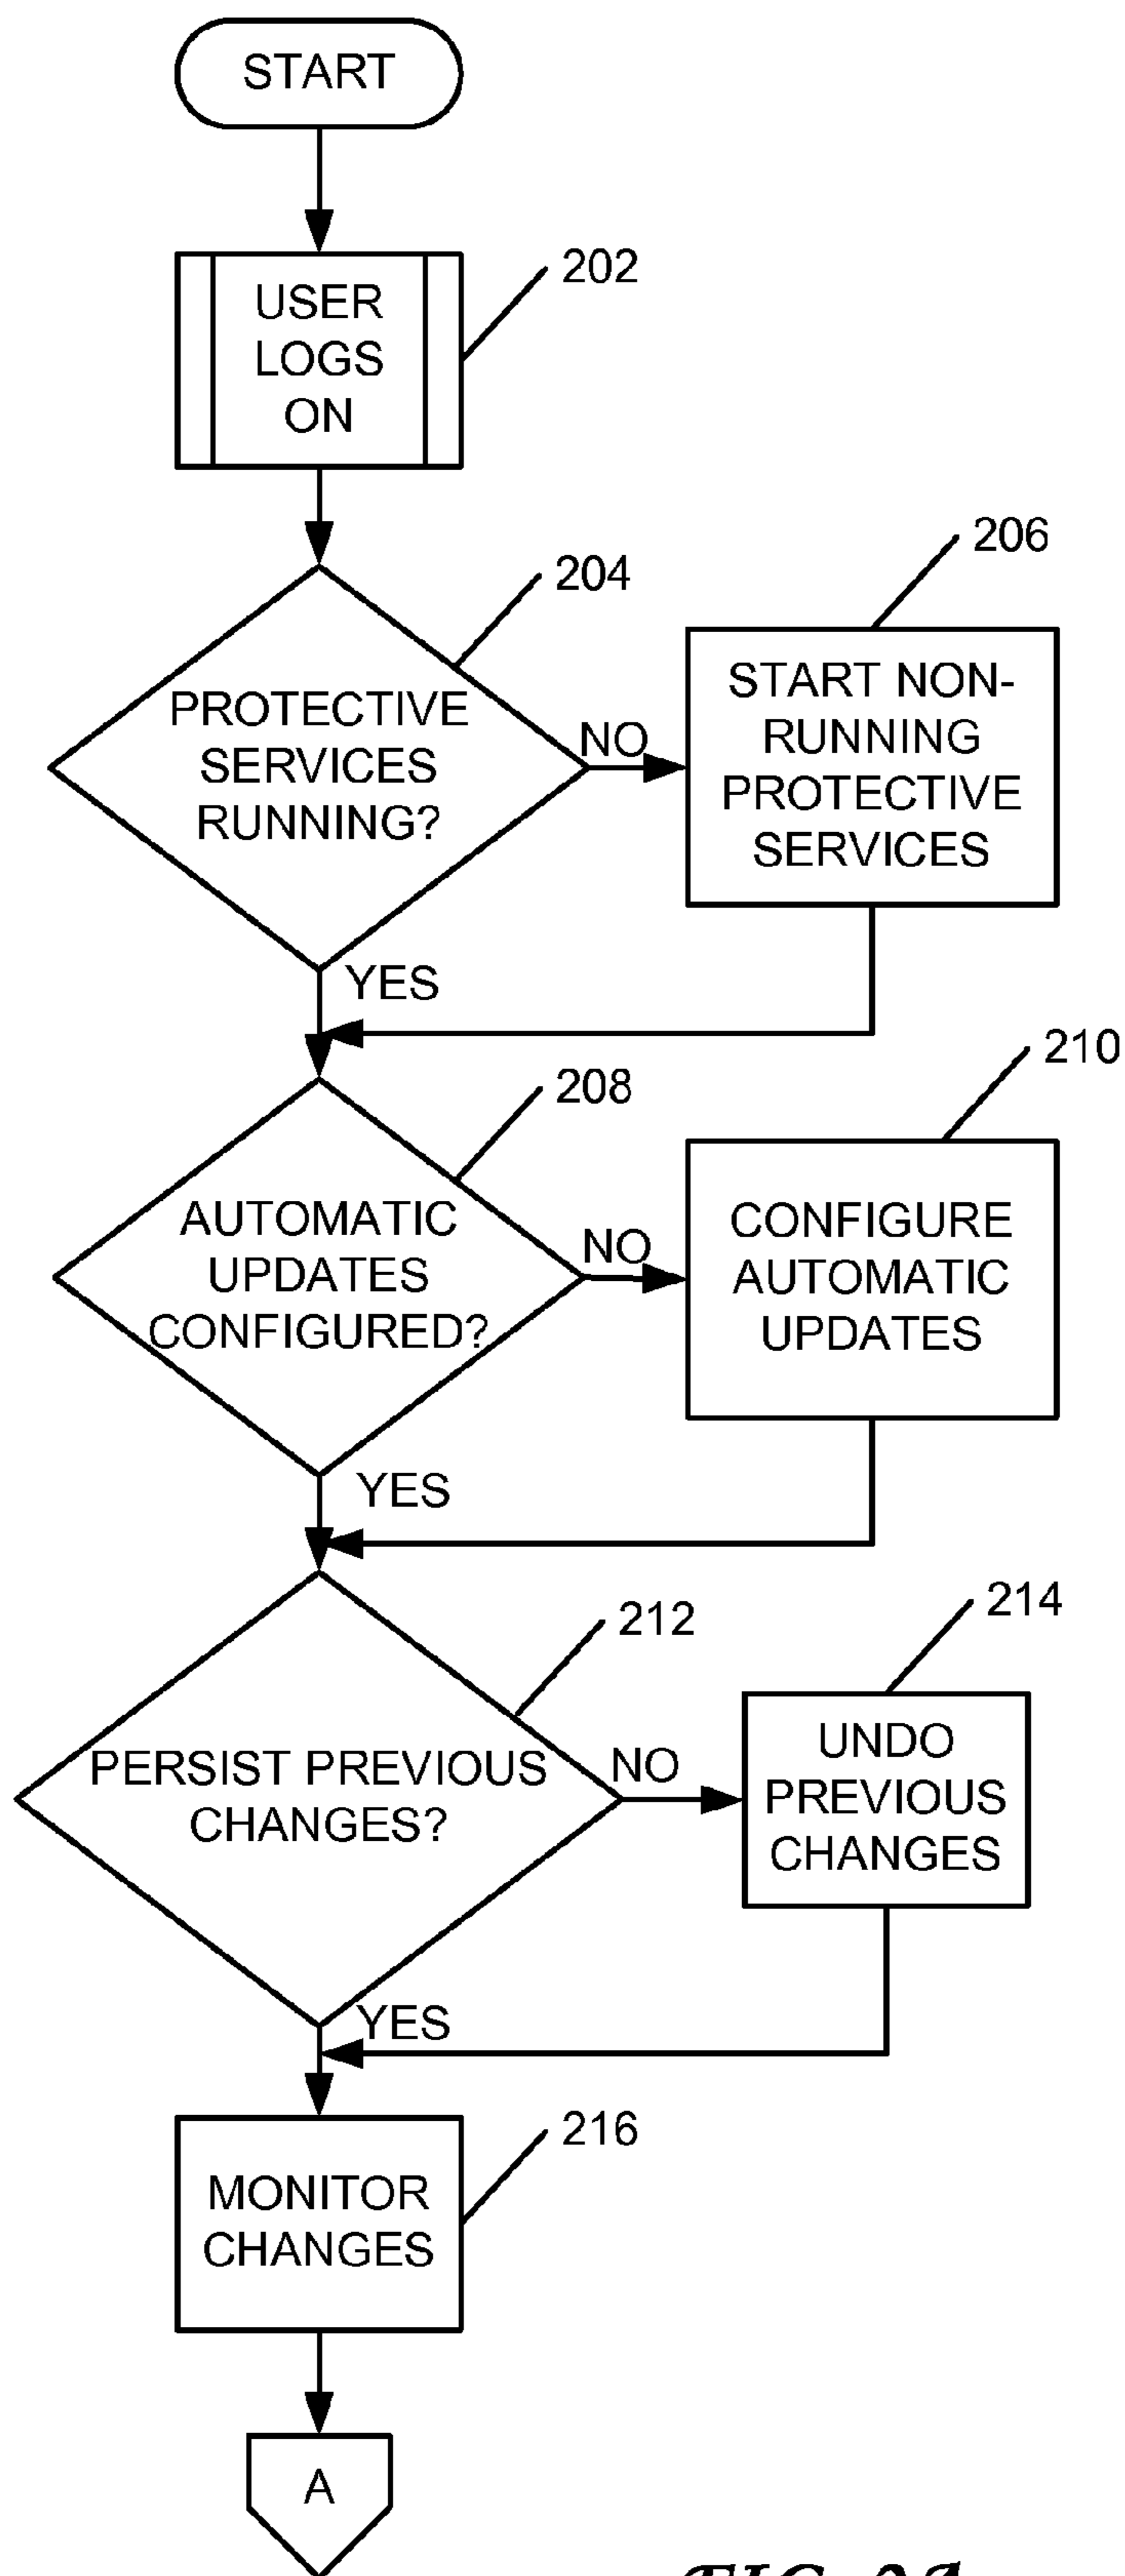 START
USER
LOGS
ON
202
PROTECTIVE
SERVICES
RUNNING?
204
NO
START NON-
RUNNING
PROTECTIVE
SERVICES
206
YES
AUTOMATIC
UPDATES
CONFIGURED?
208
NO
CONFIGURE
AUTOMATIC
UPDATES
210
YES
PERSIST PREVIOUS
CHANGES?
212
NO
UNDO
PREVIOUS
CHANGES
214
YES
MONITOR
CHANGES
216
A